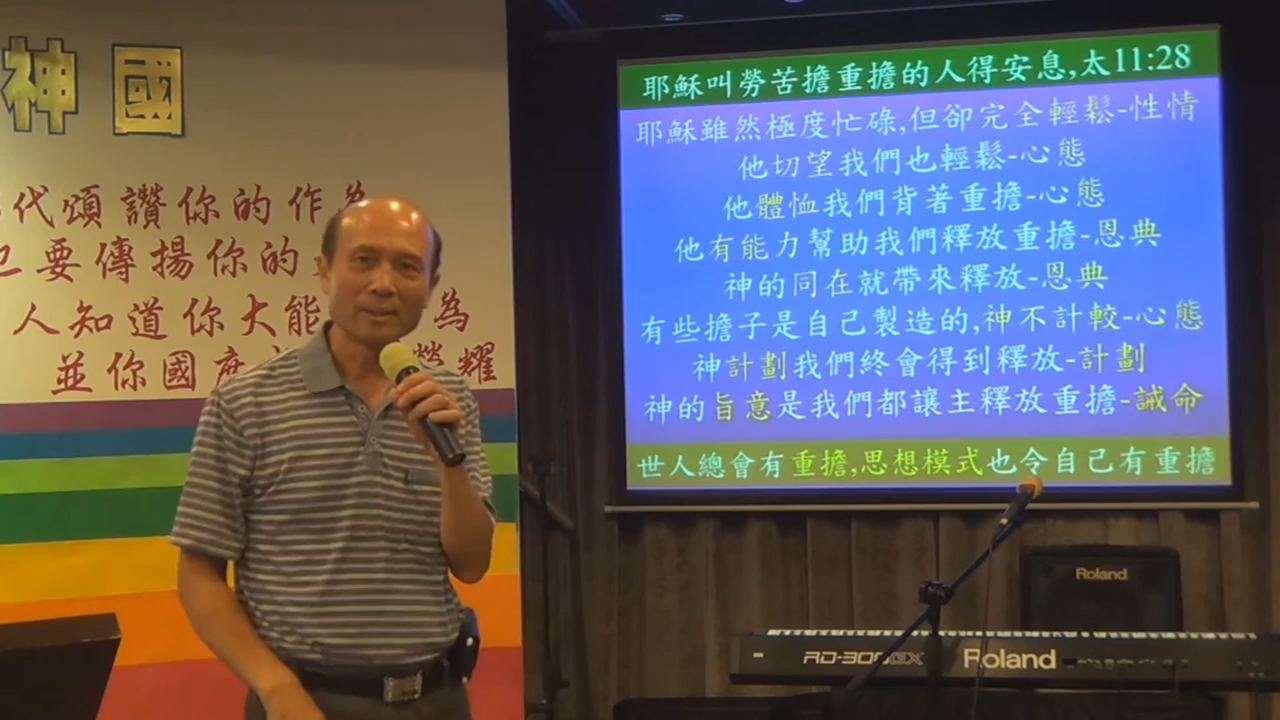 神國
代頌讚你的作為
要傳揚你的
人知道你大能 為
並你國度 榮耀
耶穌叫勞苦擔重擔的人得安息,太11:28
耶穌雖然極度忙碌,但卻完全輕鬆-性情
他切望我們也輕鬆-心態
他體恤我們背著重擔-心態
他有能力幫助我們釋放重擔-恩典
神的同在就帶來釋放-恩典
有些擔子是自己製造的,神不計較-心態
神計劃我們終會得到釋放-計劃
神的旨意是我們都讓主釋放重擔-誡命
世人總會有重擔,思想模式也令自己有重擔
Roland
RD-300GX Roland